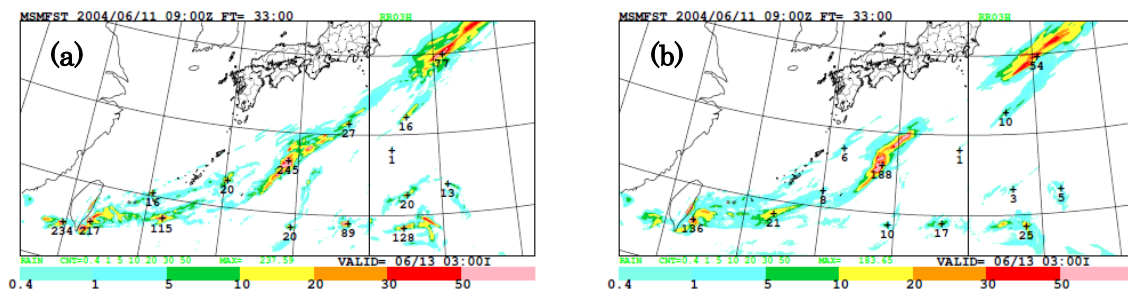 MSMFST 2004/06/11 09:00Z FT= 33:00 RR03H
(a)
77
16
27
1
245
20
16
13
20
234 217 115
20 89 128
RAIN CNT=0.4 1 5 10 20 30 50 MAX= 237.59 VALID= 06/13 03:00I
0.4 1 5 10 20 30 50
MSMFST 2004/06/11 09:00Z FT= 33:00 RR03H
(b)
54
10
6 1
188
8 3 5
136 21 10 17 25
RAIN CNT=0.4 1 5 10 20 30 50 MAX= 183.65 VALID= 06/13 03:00I
0.4 1 5 10 20 30 50